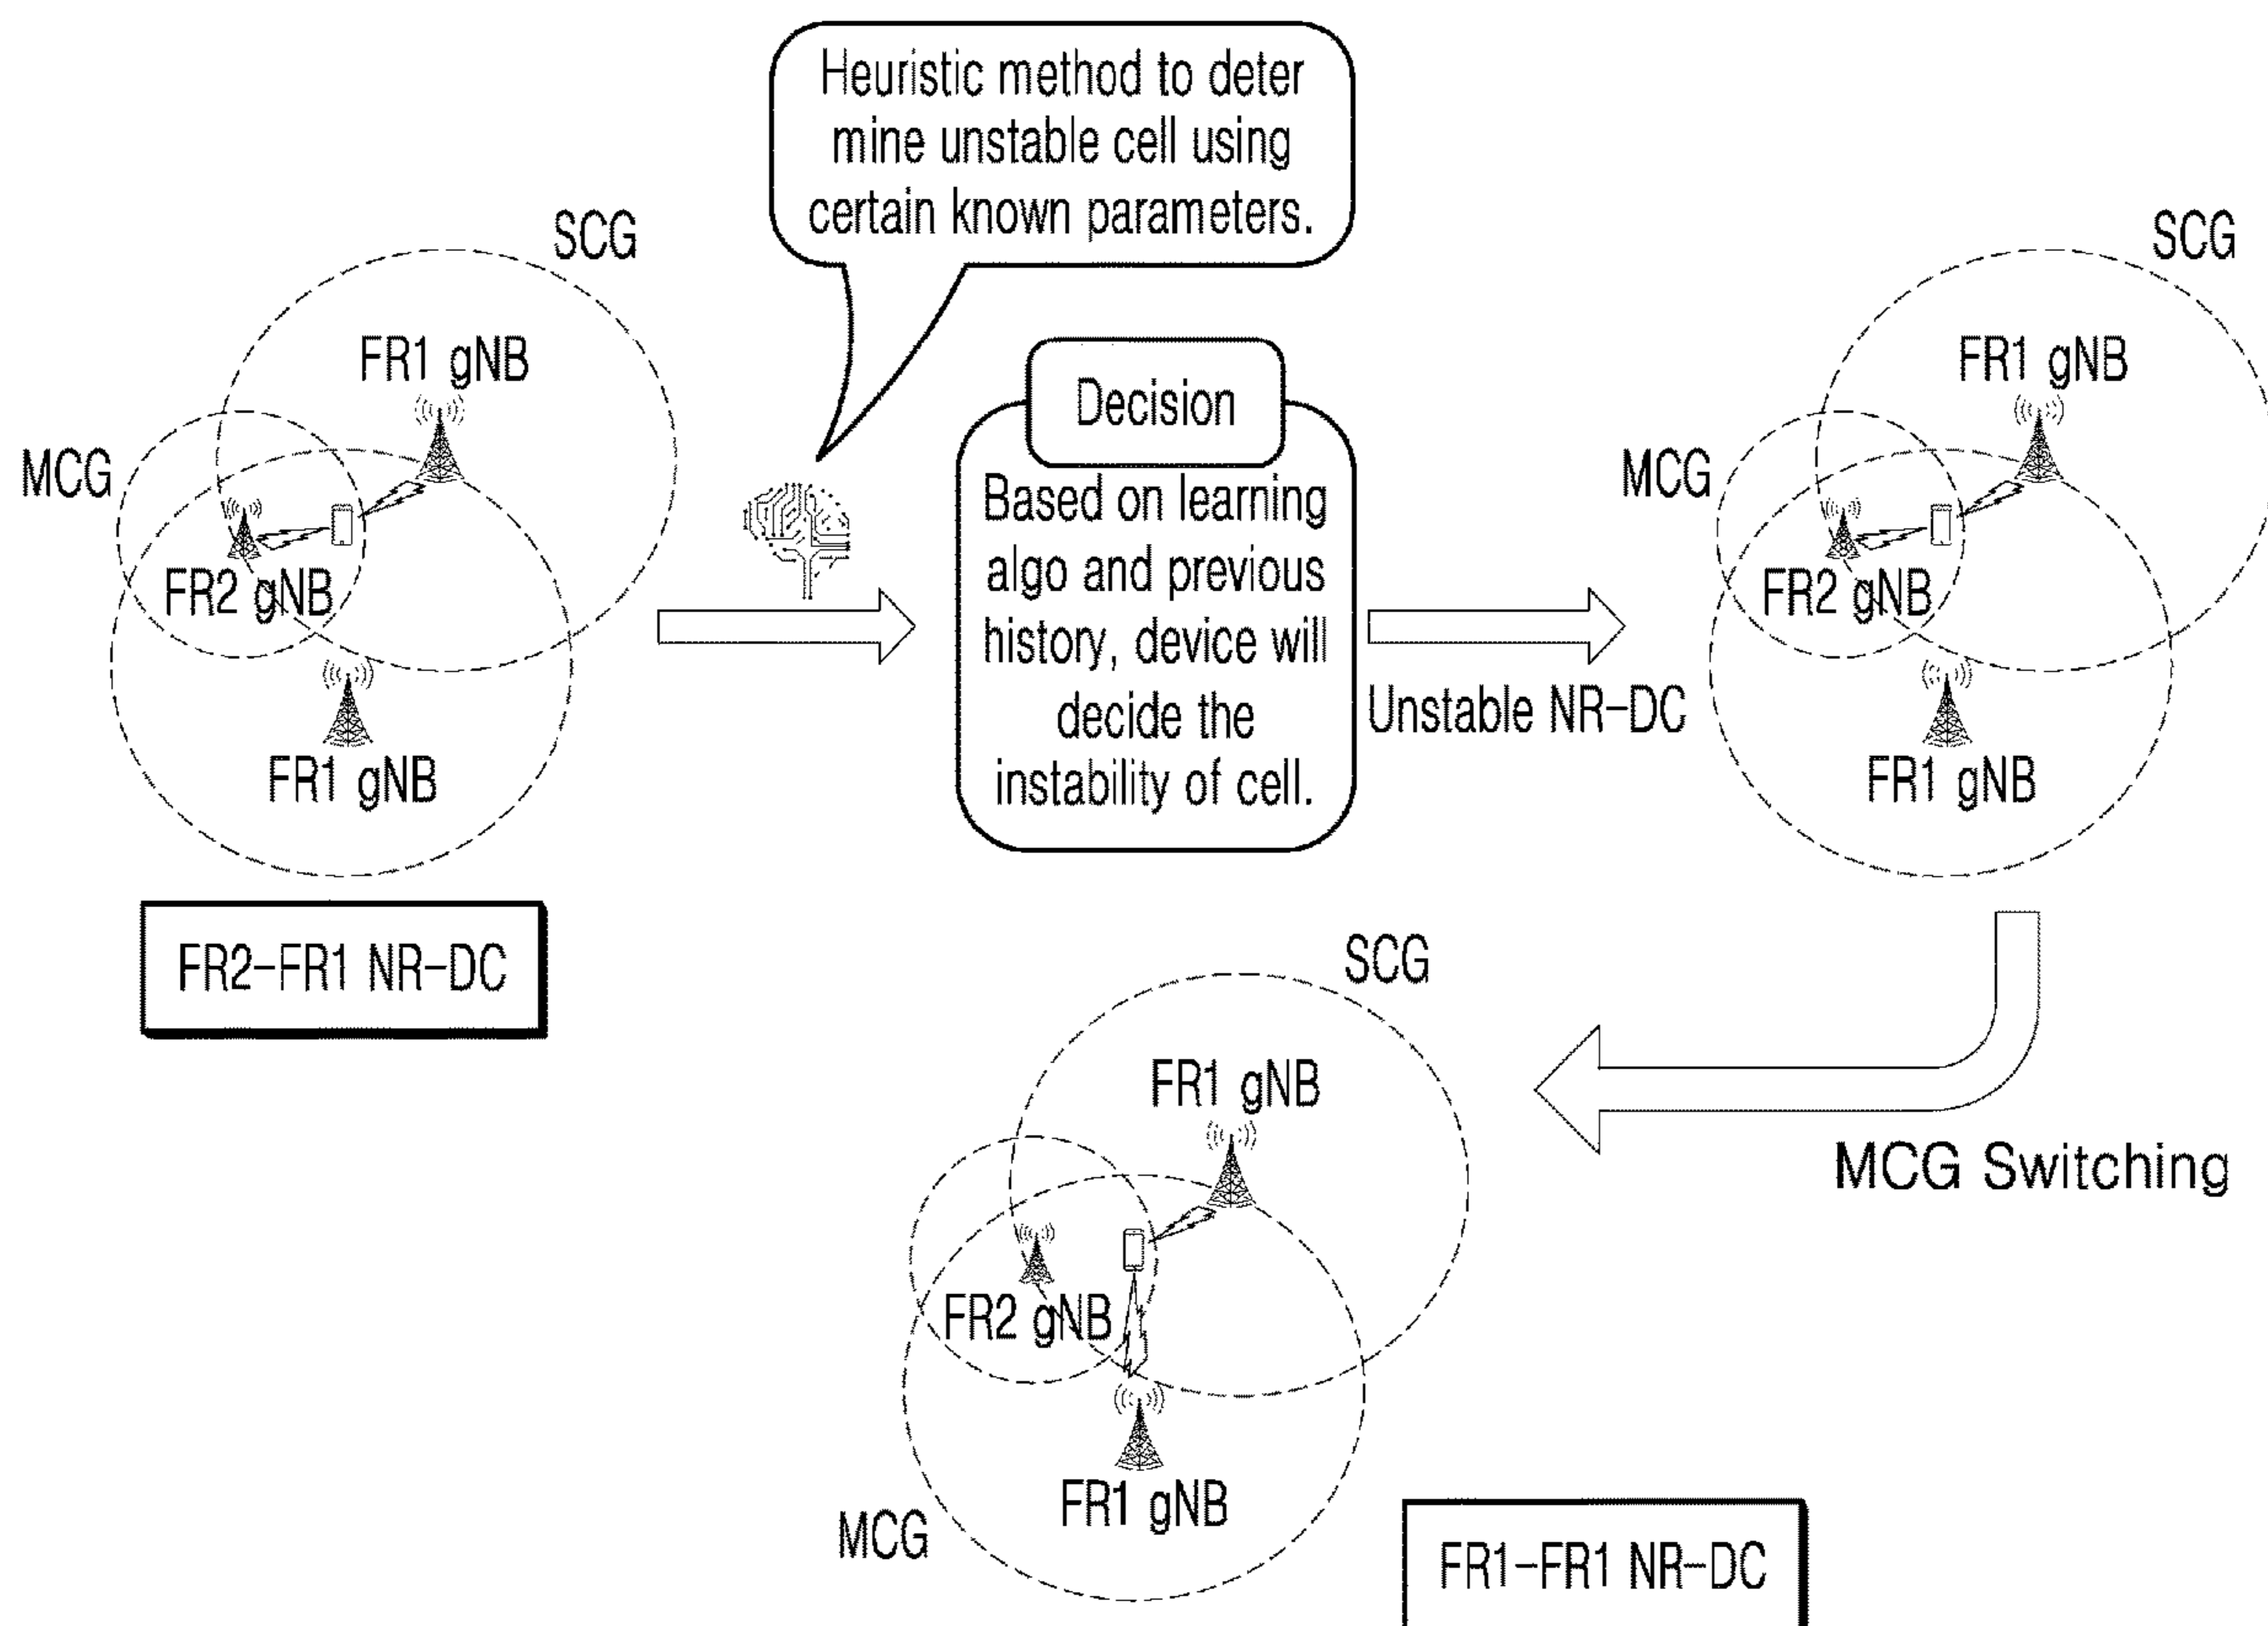 Heuristic method to deter
mine unstable cell using
certain known parameters.
SCG
FR1 gNB
MCG
FR2 gNB
FR1 gNB
FR2-FR1 NR-DC
Decision
Based on learning
algo and previous
history, device will
decide the
instability of cell.
Unstable NR-DC
SCG
FR1 gNB
MCG
FR2 gNB
FR1 gNB
MCG Switching
SCG
FR1 gNB
FR2 gNB
FR1 gNB
MCG
FR1-FR1 NR-DC